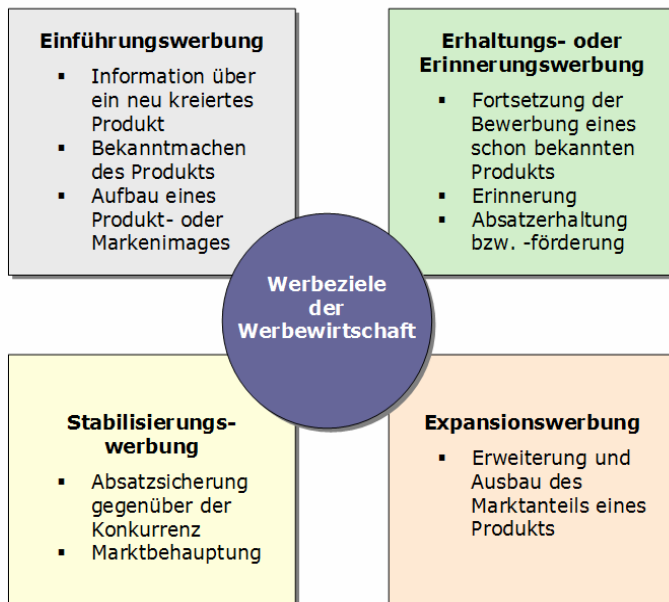 Einführungswerbung
▪ Information über
ein neu kreiertes
Produkt
▪ Bekanntmachen
des Produkts
▪ Aufbau eines
Produkt- oder
Markenimages
Erhaltungs- oder
Erinnerungswerbung
▪ Fortsetzung der
Bewerbung eines
schon bekannten
Produkts
▪ Erinnerung
▪ Absatzerhaltung
bzw. -förderung
Werbeziele
der
Werbewirtschaft
Stabilisierungs-
werbung
▪ Absatzsicherung
gegenüber der
Konkurrenz
▪ Marktbehauptung
Expansionswerbung
▪ Erweiterung und
Ausbau des
Marktanteils eines
Produkts